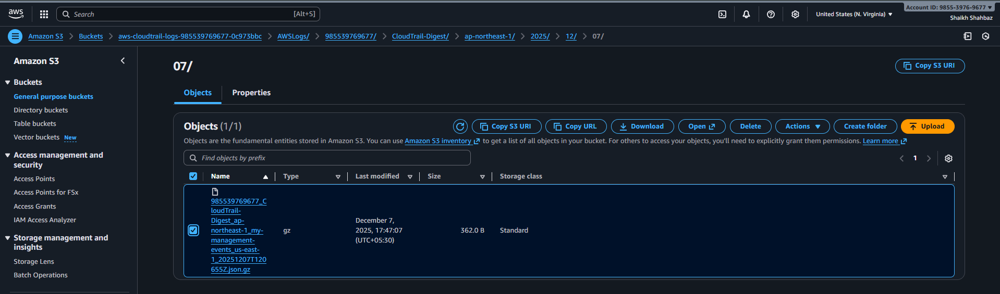 aws
Search
[Alt+S]
United States (N. Virginia)
Account ID: 9855-3976-9677
Shaikh Shahbaz
Amazon S3
Buckets
aws-cloudtrail-logs-985539769677-0c973bbc
AWSLogs/
985539769677/
CloudTrail-Digest/
ap-northeast-1/
2025/
12/
07/
Amazon S3
Buckets
General purpose buckets
Directory buckets
Table buckets
Vector buckets New
Access management and
security
Access Points
Access Points for FSx
Access Grants
IAM Access Analyzer
Storage management and
insights
Storage Lens
Batch Operations
07/
Copy S3 URI
Objects
Properties
Objects (1/1)
Copy S3 URI
Copy URL
Download
Open
Delete
Actions
Create folder
Upload
Objects are the fundamental entities stored in Amazon S3. You can use Amazon S3 inventory to get a list of all objects in your bucket. For others to access your objects, you'll need to explicitly grant them permissions. Learn more
Find objects by prefix
1
Name
Type
Last modified
Size
Storage class
985539769677_C
loudTrail-
Digest_ap-
northeast-1_my-
management-
events_us-east-
1_20251207T120
655Z.json.gz
gz
December 7,
2025, 17:47:07
(UTC+05:30)
362.0 B
Standard